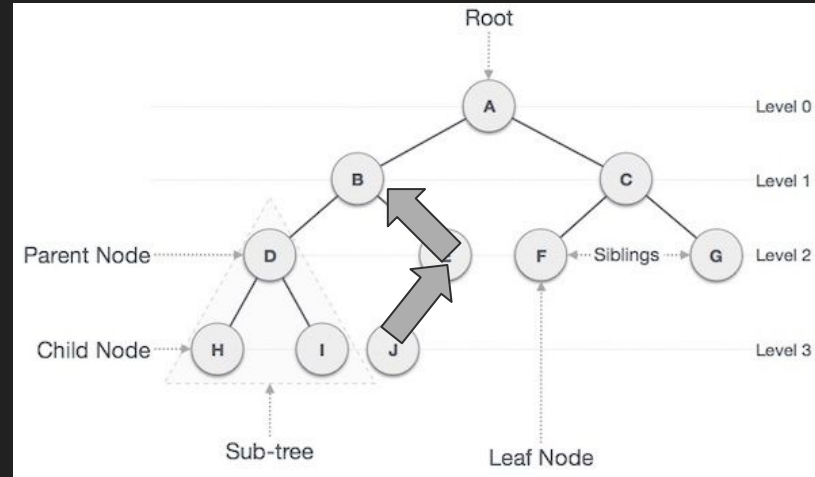 Root
A
Level 0
B
C
Level 1
Parent Node
D
F
Siblings
G
Level 2
Child Node
H
I
J
Level 3
Sub-tree
Leaf Node